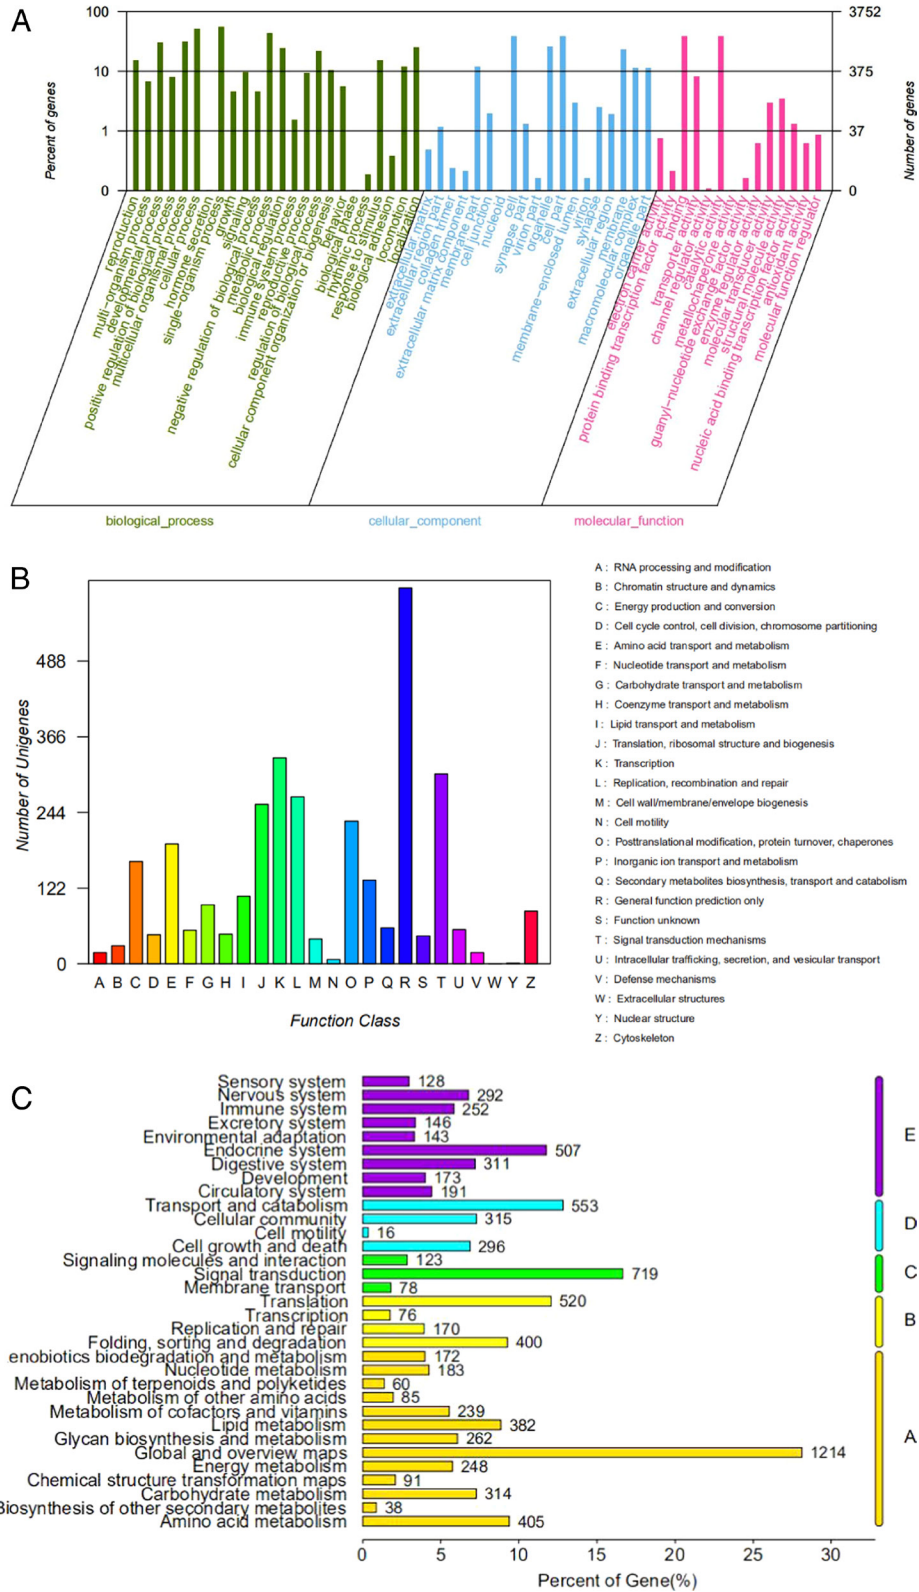 A
100
10
1
0
Percent of genes
3752
375
37
0
Number of genes
reproduction
multi-organism process
developmental process
positive regulation of biological process
multicellular organismal process
cellular process
hormone secretion
single-organism process
growth
signaling
negative regulation of biological process
metabolic process
biological regulation
immune system process
reproductive process
regulation of biological process
cellular component organization or biogenesis
behavior
biological phase
rhythmic process
response to stimulus
biological adhesion
locomotion
localization
extracellular matrix
extracellular region part
collagen trimer
extracellular matrix component
membrane part
cell junction
nucleoid
cell
synapse part
virion part
organelle
cell part
membrane-enclosed lumen
virion
synapse
extracellular region
membrane
macromolecular complex
organelle part
electron carrier activity
protein binding transcription factor activity
binding
transporter activity
channel regulator activity
catalytic activity
metallochaperone activity
guanyl-nucleotide exchange factor activity
enzyme regulator activity
molecular transducer activity
structural molecule activity
nucleic acid binding transcription factor activity
antioxidant activity
molecular function regulator
biological_process
cellular_component
molecular_function
B
488
366
244
122
0
Number of Unigenes
A B C D E F G H I J K L M N O P Q R S T U V W Y Z
Function Class
A : RNA processing and modification
B : Chromatin structure and dynamics
C : Energy production and conversion
D : Cell cycle control, cell division, chromosome partitioning
E : Amino acid transport and metabolism
F : Nucleotide transport and metabolism
G : Carbohydrate transport and metabolism
H : Coenzyme transport and metabolism
I : Lipid transport and metabolism
J : Translation, ribosomal structure and biogenesis
K : Transcription
L : Replication, recombination and repair
M : Cell wall/membrane/envelope biogenesis
N : Cell motility
O : Posttranslational modification, protein turnover, chaperones
P : Inorganic ion transport and metabolism
Q : Secondary metabolites biosynthesis, transport and catabolism
R : General function prediction only
S : Function unknown
T : Signal transduction mechanisms
U : Intracellular trafficking, secretion, and vesicular transport
V : Defense mechanisms
W : Extracellular structures
Y : Nuclear structure
Z : Cytoskeleton
C
Sensory system 128
Nervous system 292
Immune system 252
Excretory system 146
Environmental adaptation 143
Endocrine system 507
Digestive system 311
Development 173
Circulatory system 191
Transport and catabolism 553
Cellular community 315
Cell motility 16
Cell growth and death 296
Signaling molecules and interaction 123
Signal transduction 719
Membrane transport 78
Translation 520
Transcription 76
Replication and repair 170
Folding, sorting and degradation 400
enobiotics biodegradation and metabolism 172
Nucleotide metabolism 183
Metabolism of terpenoids and polyketides 60
Metabolism of other amino acids 85
Metabolism of cofactors and vitamins 239
Lipid metabolism 382
Glycan biosynthesis and metabolism 262
Global and overview maps 1214
Energy metabolism 248
Chemical structure transformation maps 91
Carbohydrate metabolism 314
Biosynthesis of other secondary metabolites 38
Amino acid metabolism 405
E
D
C
B
A
0 5 10 15 20 25 30
Percent of Gene(%)